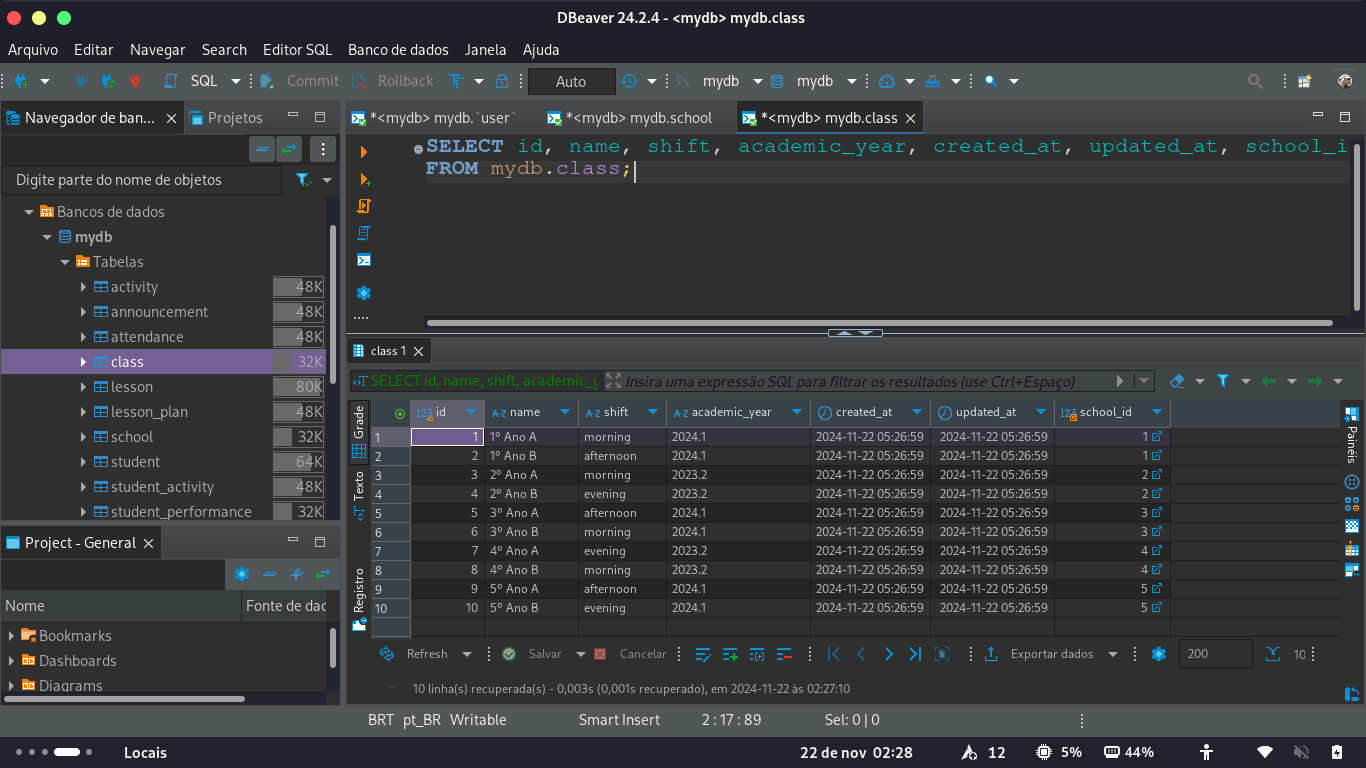 DBeaver 24.2.4 - <mydb> mydb.class
Arquivo Editar Navegar Search Editor SQL Banco de dados Janela Ajuda
SQL Commit Rollback Auto mydb mydb
Navegador de ban... Projetos
Digite parte do nome de objetos
Bancos de dados
mydb
Tabelas
activity 48K
announcement 48K
attendance 48K
class 32K
lesson 80K
lesson_plan 48K
school 32K
student 64K
student_activity 48K
student_performance 32K
Project - General
Nome Fonte de dad
Bookmarks
Dashboards
Diagrams
*<mydb> mydb.`user` *<mydb> mydb.school *<mydb> mydb.class
SELECT id, name, shift, academic_year, created_at, updated_at, school_i
FROM mydb.class;
class 1
SELECT id, name, shift, academic_y Insira uma expressão SQL para filtrar os resultados (use Ctrl+Espaço)
Grade
Texto
Registro
123 id A-Z name A-Z shift A-Z academic_year created_at updated_at 123 school_id
1 1 1º Ano A morning 2024.1 2024-11-22 05:26:59 2024-11-22 05:26:59 1
2 2 1º Ano B afternoon 2024.1 2024-11-22 05:26:59 2024-11-22 05:26:59 1
3 3 2º Ano A morning 2023.2 2024-11-22 05:26:59 2024-11-22 05:26:59 2
4 4 2º Ano B evening 2023.2 2024-11-22 05:26:59 2024-11-22 05:26:59 2
5 5 3º Ano A afternoon 2024.1 2024-11-22 05:26:59 2024-11-22 05:26:59 3
6 6 3º Ano B morning 2024.1 2024-11-22 05:26:59 2024-11-22 05:26:59 3
7 7 4º Ano A evening 2023.2 2024-11-22 05:26:59 2024-11-22 05:26:59 4
8 8 4º Ano B morning 2023.2 2024-11-22 05:26:59 2024-11-22 05:26:59 4
9 9 5º Ano A afternoon 2024.1 2024-11-22 05:26:59 2024-11-22 05:26:59 5
10 10 5º Ano B evening 2024.1 2024-11-22 05:26:59 2024-11-22 05:26:59 5
Painéis
Refresh Salvar Cancelar Exportar dados 200 10
10 linha(s) recuperada(s) - 0,003s (0,001s recuperado), em 2024-11-22 às 02:27:10
BRT pt_BR Writable Smart Insert 2 : 17 : 89 Sel: 0 | 0
Locais 22 de nov 02:28 12 5% 44%